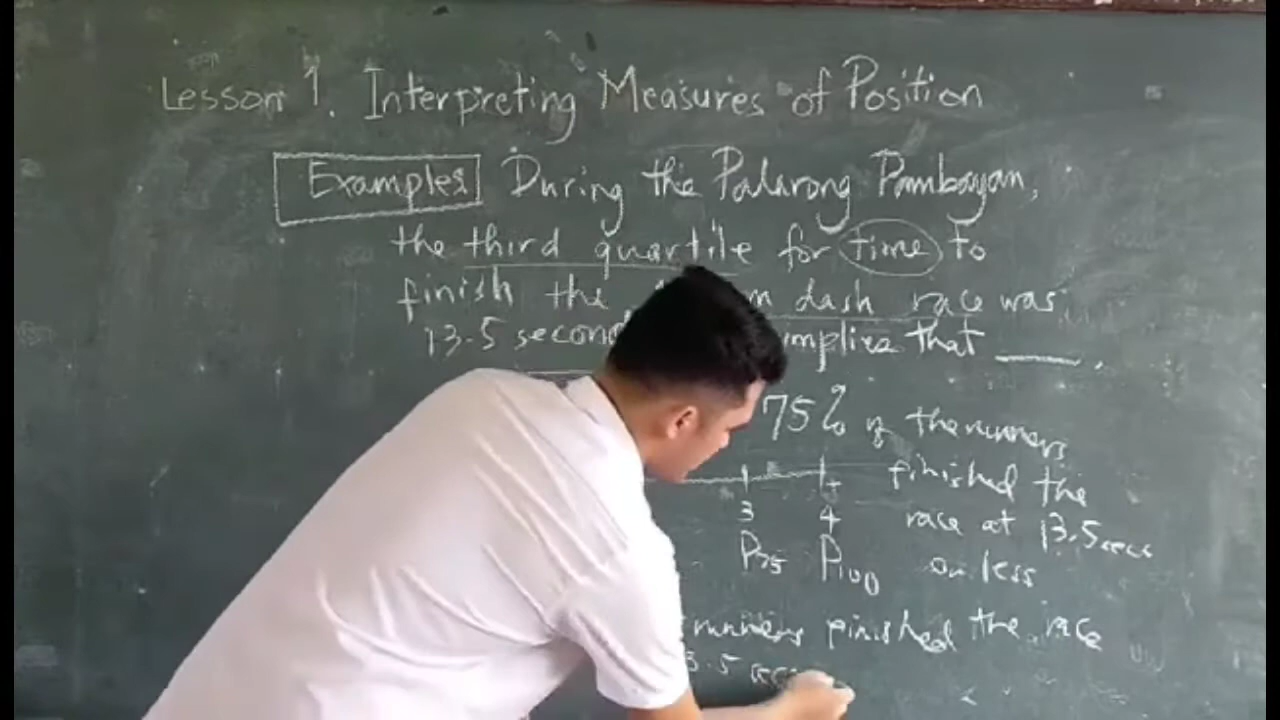 Lesson 1. Interpreting Measures of Position
Examples During the Palarong Pambayan,
the third quartile for time to
finish the m dash race was
13.5 implies that ____.
75% of the runners
finished the
3 4 race at 13.5 secs
P75 P100 or less
runners finished the race